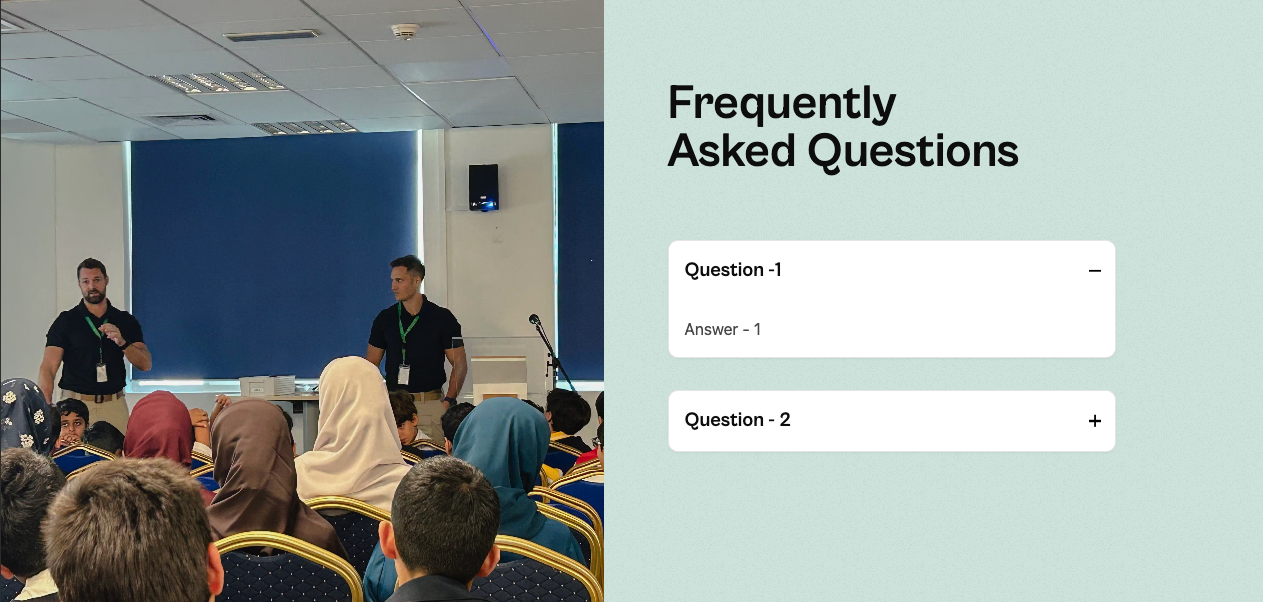 Frequently
Asked Questions
Question -1
Answer - 1
Question - 2